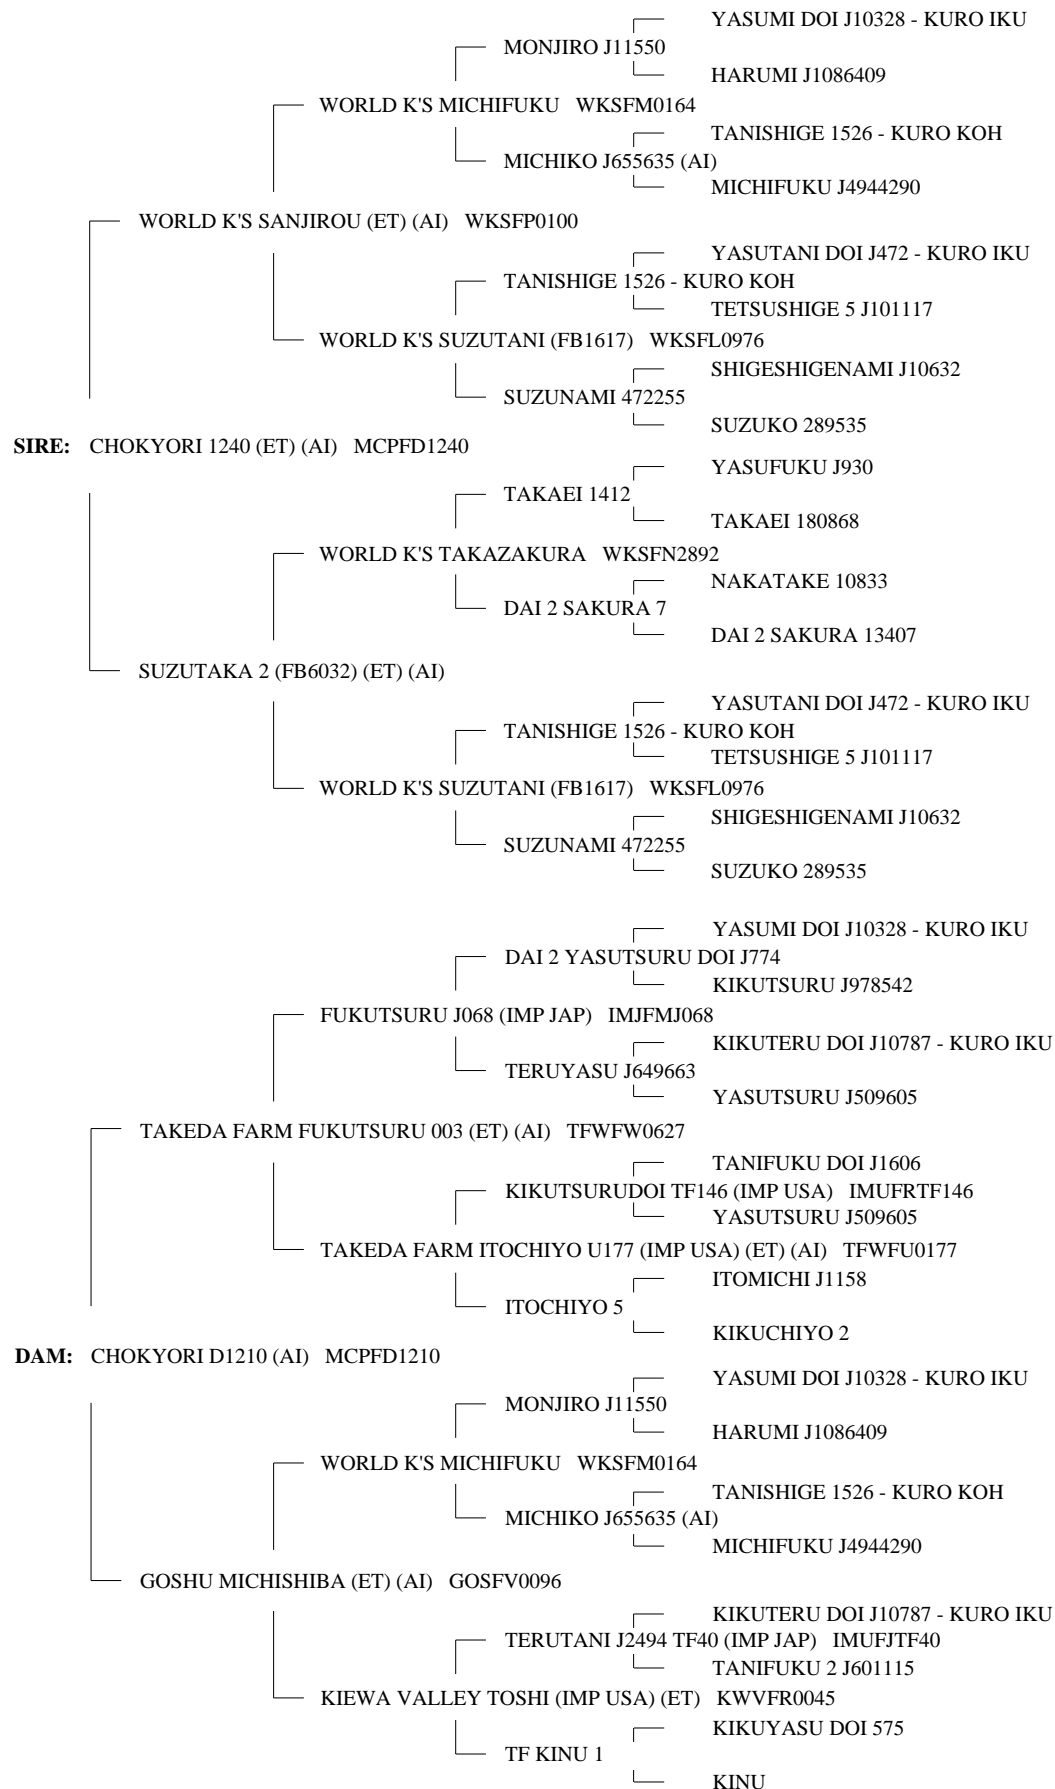 YASUMI DOI J10328 - KURO IKU
MONJIRO J11550
HARUMI J1086409
WORLD K'S MICHIFUKU WKSFM0164
TANISHIGE 1526 - KURO KOH
MICHIKO J655635 (AI)
MICHIFUKU J4944290
WORLD K'S SANJIROU (ET) (AI) WKSFP0100
YASUTANI DOI J472 - KURO IKU
TANISHIGE 1526 - KURO KOH
TETSUSHIGE 5 J101117
WORLD K'S SUZUTANI (FB1617) WKSFL0976
SHIGESHIGENAMI J10632
SUZUNAMI 472255
SUZUKO 289535
SIRE: CHOKYORI 1240 (ET) (AI) MCPFD1240
YASUFUKU J930
TAKAEI 1412
TAKAEI 180868
WORLD K'S TAKAZAKURA WKSFN2892
NAKATAKE 10833
DAI 2 SAKURA 7
DAI 2 SAKURA 13407
SUZUTAKA 2 (FB6032) (ET) (AI)
YASUTANI DOI J472 - KURO IKU
TANISHIGE 1526 - KURO KOH
TETSUSHIGE 5 J101117
WORLD K'S SUZUTANI (FB1617) WKSFL0976
SHIGESHIGENAMI J10632
SUZUNAMI 472255
SUZUKO 289535
YASUMI DOI J10328 - KURO IKU
DAI 2 YASUTSURU DOI J774
KIKUTSURU J978542
FUKUTSURU J068 (IMP JAP) IMJFMJ068
KIKUTERU DOI J10787 - KURO IKU
TERUYASU J649663
YASUTSURU J509605
TAKEDA FARM FUKUTSURU 003 (ET) (AI) TFWFW0627
TANIFUKU DOI J1606
KIKUTSURUDOI TF146 (IMP USA) IMUFRTF146
YASUTSURU J509605
TAKEDA FARM ITOCHIYO U177 (IMP USA) (ET) (AI) TFWFU0177
ITOMICHI J1158
ITOCHIYO 5
KIKUCHIYO 2
DAM: CHOKYORI D1210 (AI) MCPFD1210
YASUMI DOI J10328 - KURO IKU
MONJIRO J11550
HARUMI J1086409
WORLD K'S MICHIFUKU WKSFM0164
TANISHIGE 1526 - KURO KOH
MICHIKO J655635 (AI)
MICHIFUKU J4944290
GOSHU MICHISHIBA (ET) (AI) GOSFV0096
KIKUTERU DOI J10787 - KURO IKU
TERUTANI J2494 TF40 (IMP JAP) IMUFJTF40
TANIFUKU 2 J601115
KIEWA VALLEY TOSHI (IMP USA) (ET) KWVFR0045
KIKUYASU DOI 575
TF KINU 1
KINU